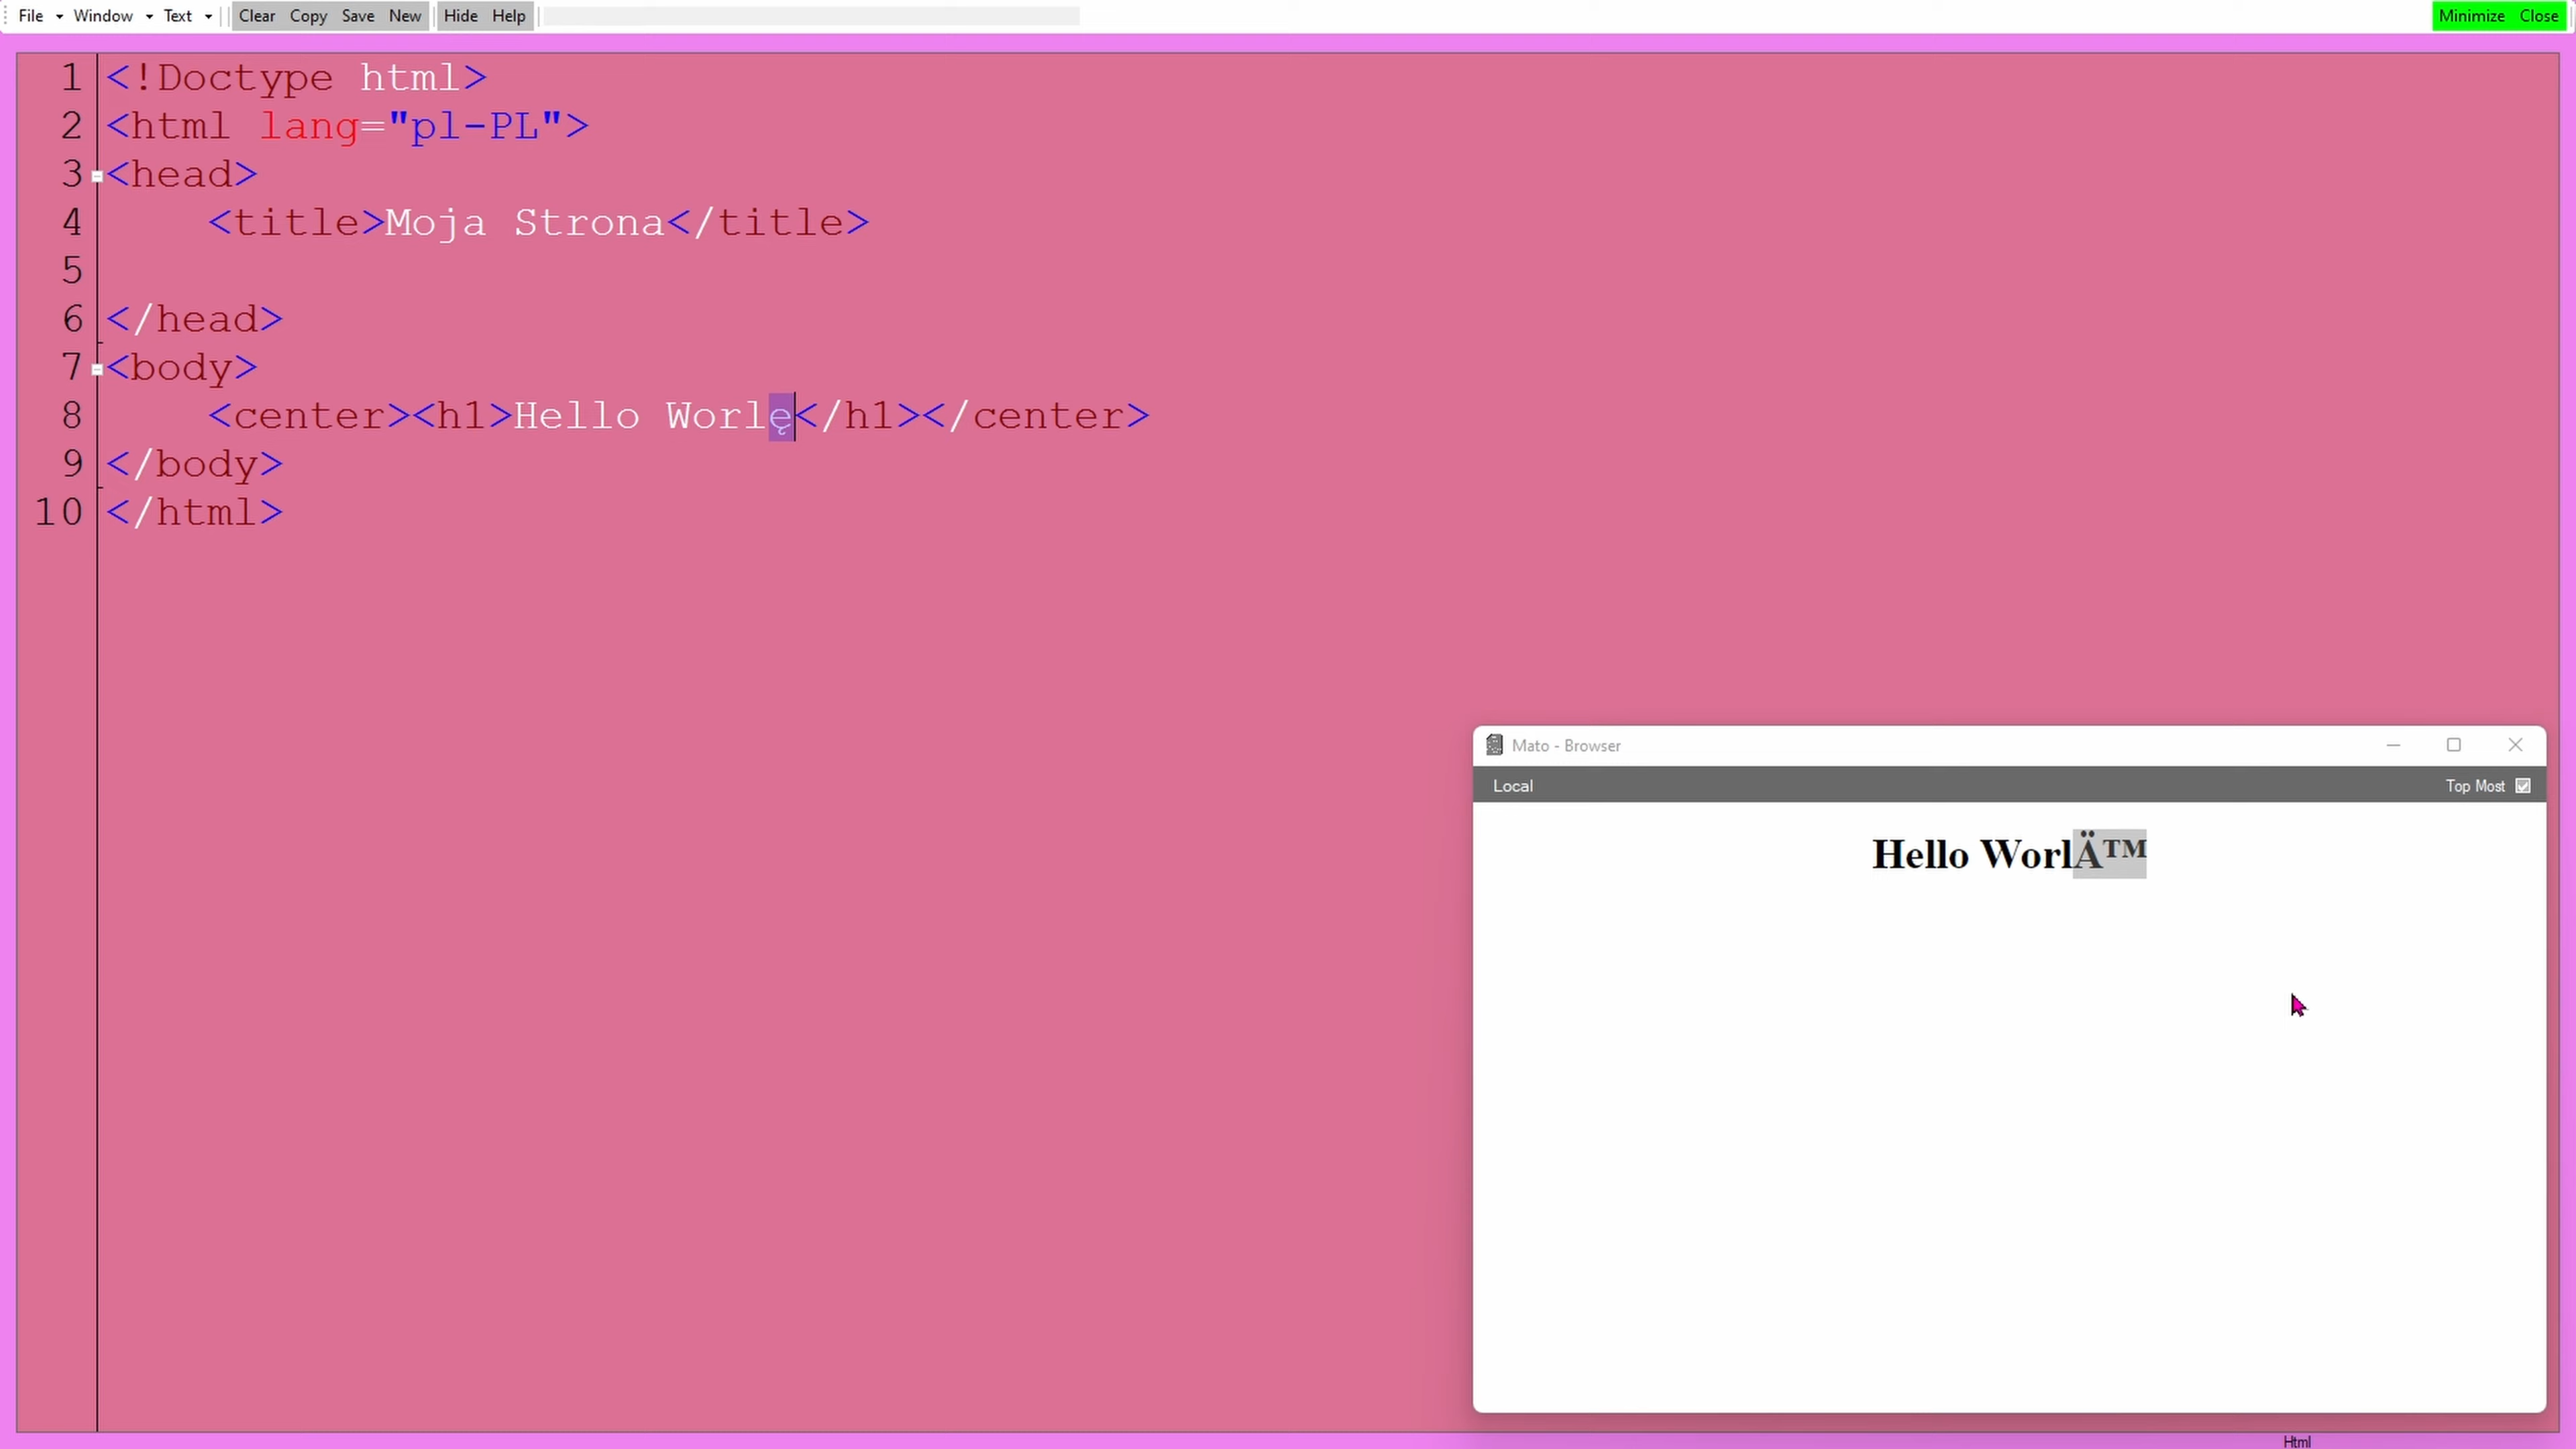 File Window Text Clear Copy Save New Hide Help Minimize Close
1 <!Doctype html>
2 <html lang="pl-PL">
3 <head>
4 <title>Moja Strona</title>
5
6 </head>
7 <body>
8 <center><h1>Hello Worlę</h1></center>
9 </body>
10 </html>
Mato - Browser
Local Top Most
Hello WorlÄ™
Html